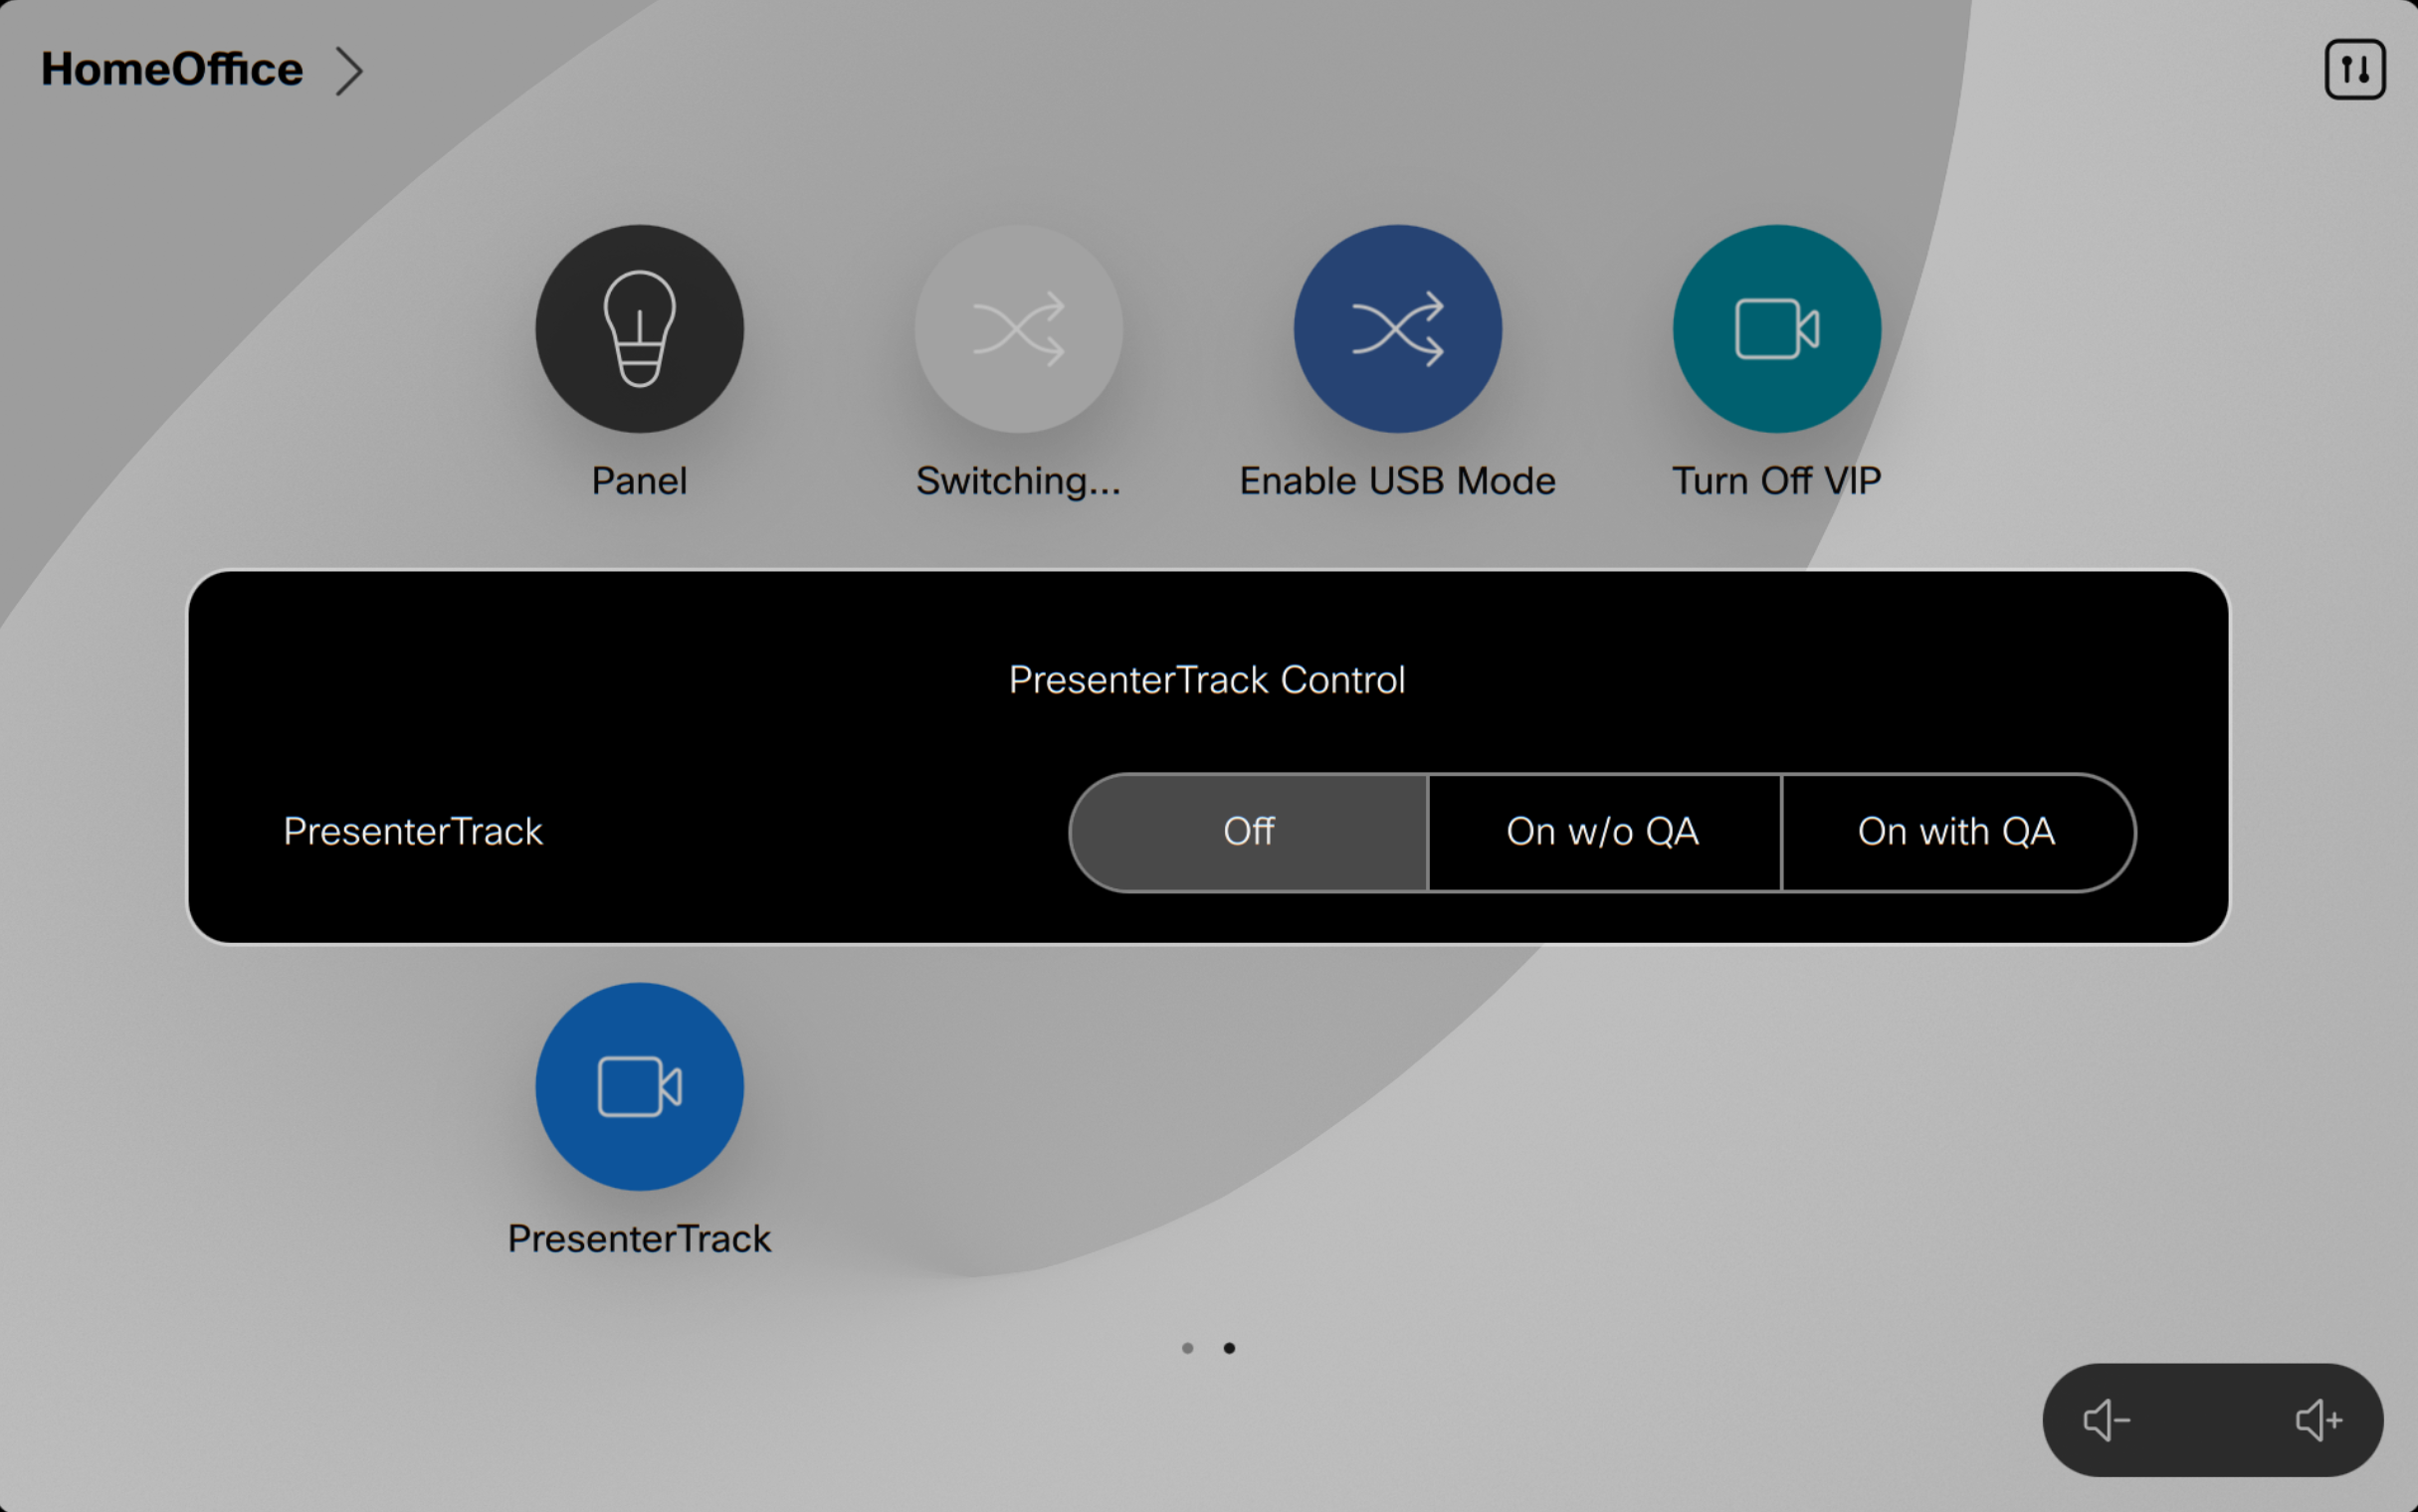 HomeOffice
Panel
Switching...
Enable USB Mode
Turn Off VIP
PresenterTrack Control
PresenterTrack
Off
On w/o QA
On with QA
PresenterTrack